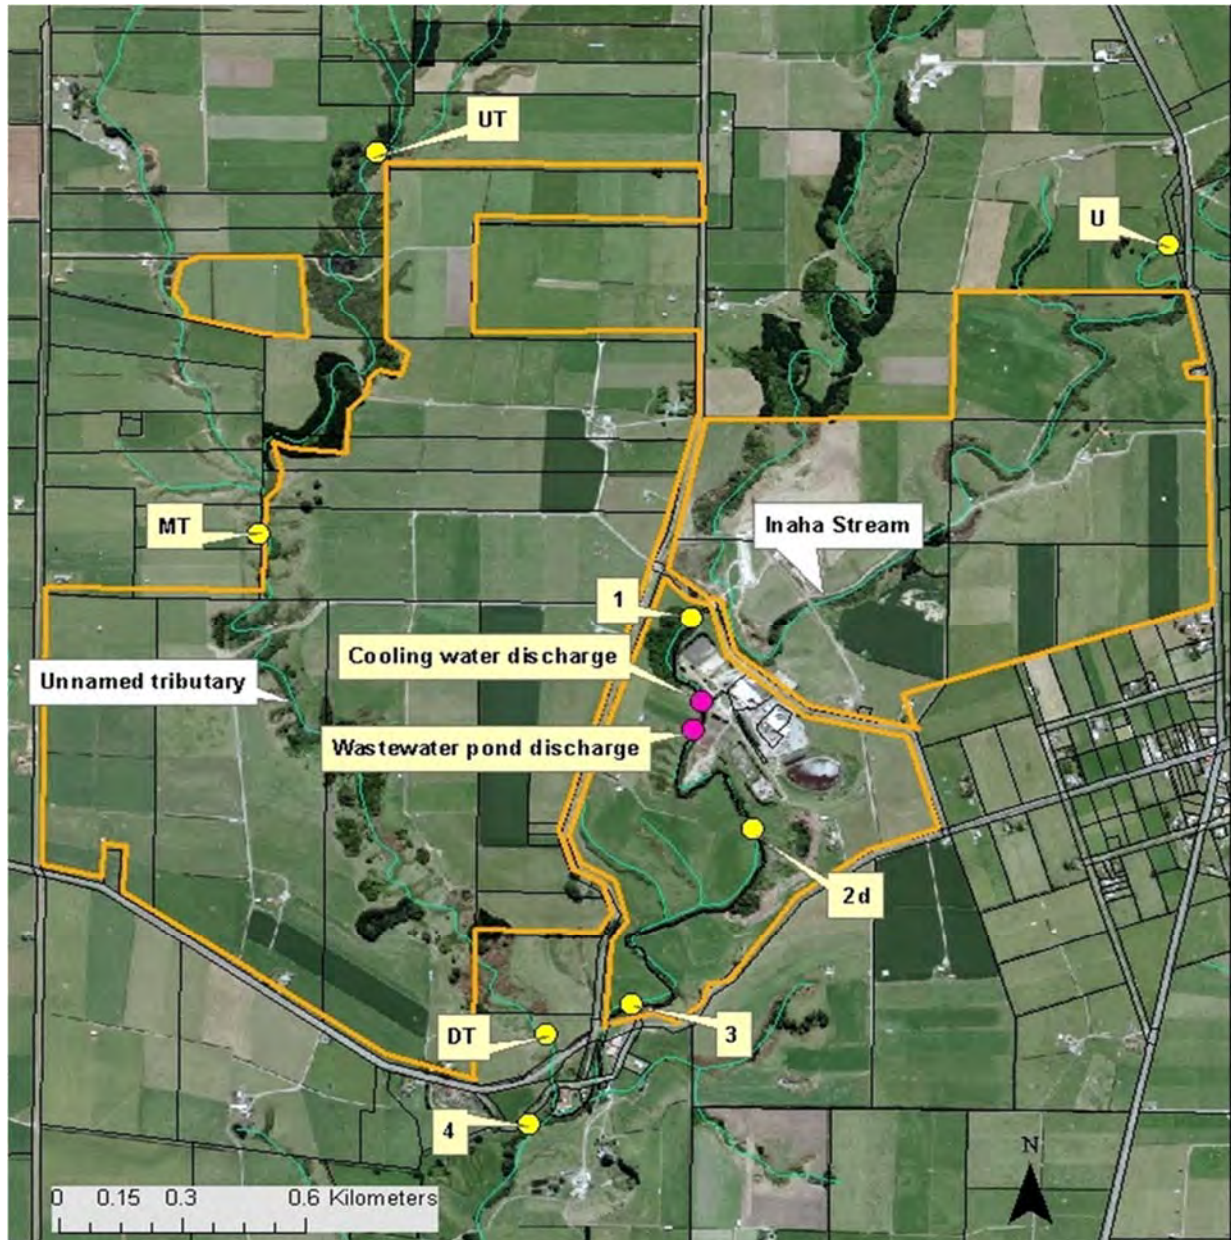 UT
U
MT
Inaha Stream
1
Cooling water discharge
Unnamed tributary
Wastewater pond discharge
2d
DT
3
4
N
0 0.15 0.3 0.6 Kilometers